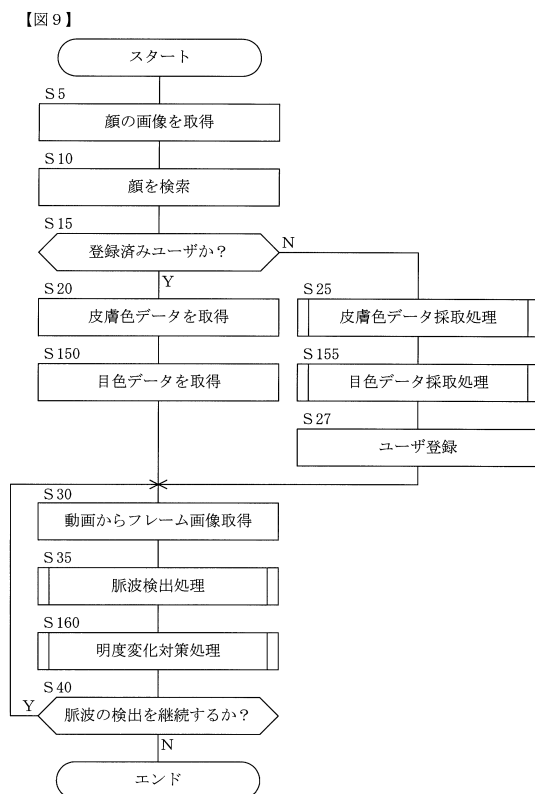 【図９】
スタート
Ｓ５
顔の画像を取得
Ｓ１０
顔を検索
Ｓ１５
登録済みユーザか？
Ｎ
Ｙ
Ｓ２０
皮膚色データを取得
Ｓ１５０
目色データを取得
Ｓ２５
皮膚色データ採取処理
Ｓ１５５
目色データ採取処理
Ｓ２７
ユーザ登録
Ｓ３０
動画からフレーム画像取得
Ｓ３５
脈波検出処理
Ｓ１６０
明度変化対策処理
Ｓ４０
Ｙ
脈波の検出を継続するか？
Ｎ
エンド